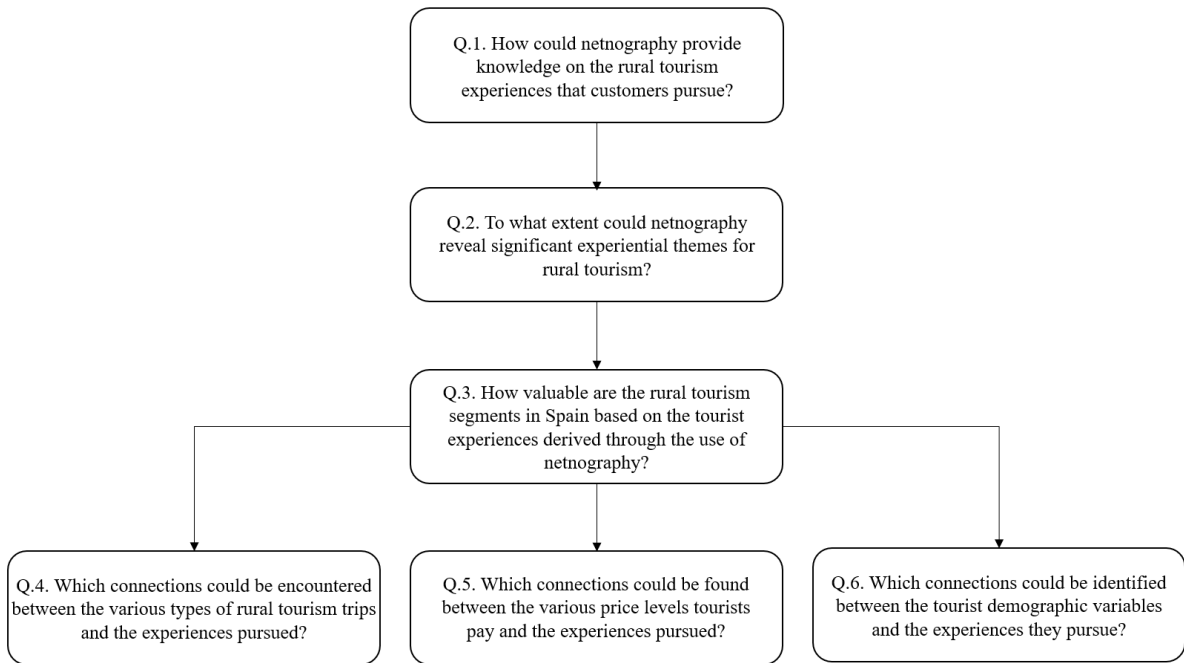 Q.1. How could netnography provide
knowledge on the rural tourism
experiences that customers pursue?
Q.2. To what extent could netnography
reveal significant experiential themes for
rural tourism?
Q.3. How valuable are the rural tourism
segments in Spain based on the tourist
experiences derived through the use of
netnography?
Q.4. Which connections could be encountered
between the various types of rural tourism trips
and the experiences pursued?
Q.5. Which connections could be found
between the various price levels tourists
pay and the experiences pursued?
Q.6. Which connections could be identified
between the tourist demographic variables
and the experiences they pursue?